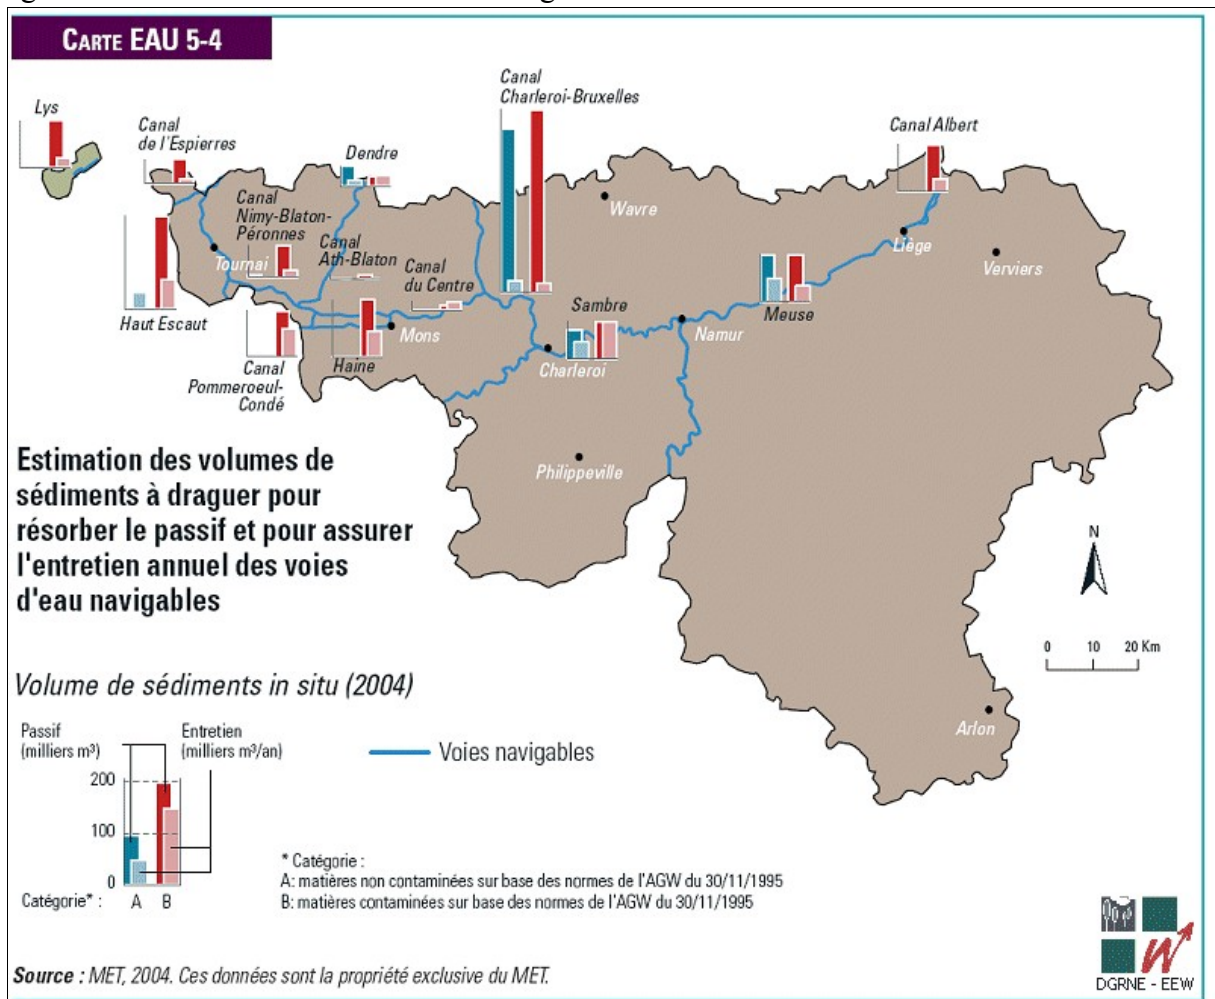 CARTE EAU 5-4
Lys
Canal
de l'Espierres
Dendre
Canal
Charleroi-Bruxelles
Canal Albert
Canal
Nimy-Blaton-
Péronnes
Canal
Ath-Blaton
Canal
du Centre
Wavre
Tournai
Liège
Verviers
Haut Escaut
Mons
Sambre
Meuse
Namur
Charleroi
Haine
Canal
Pommeroeul-
Condé
Philippeville
Arlon
Estimation des volumes de
sédiments à draguer pour
résorber le passif et pour assurer
l'entretien annuel des voies
d'eau navigables
N
0 10 20 Km
Volume de sédiments in situ (2004)
Passif
(milliers m³)
Entretien
(milliers m³/an)
200
100
0
Catégorie* : A B
Voies navigables
* Catégorie :
A: matières non contaminées sur base des normes de l'AGW du 30/11/1995
B: matières contaminées sur base des normes de l'AGW du 30/11/1995
Source : MET, 2004. Ces données sont la propriété exclusive du MET.
DGRNE - EEW